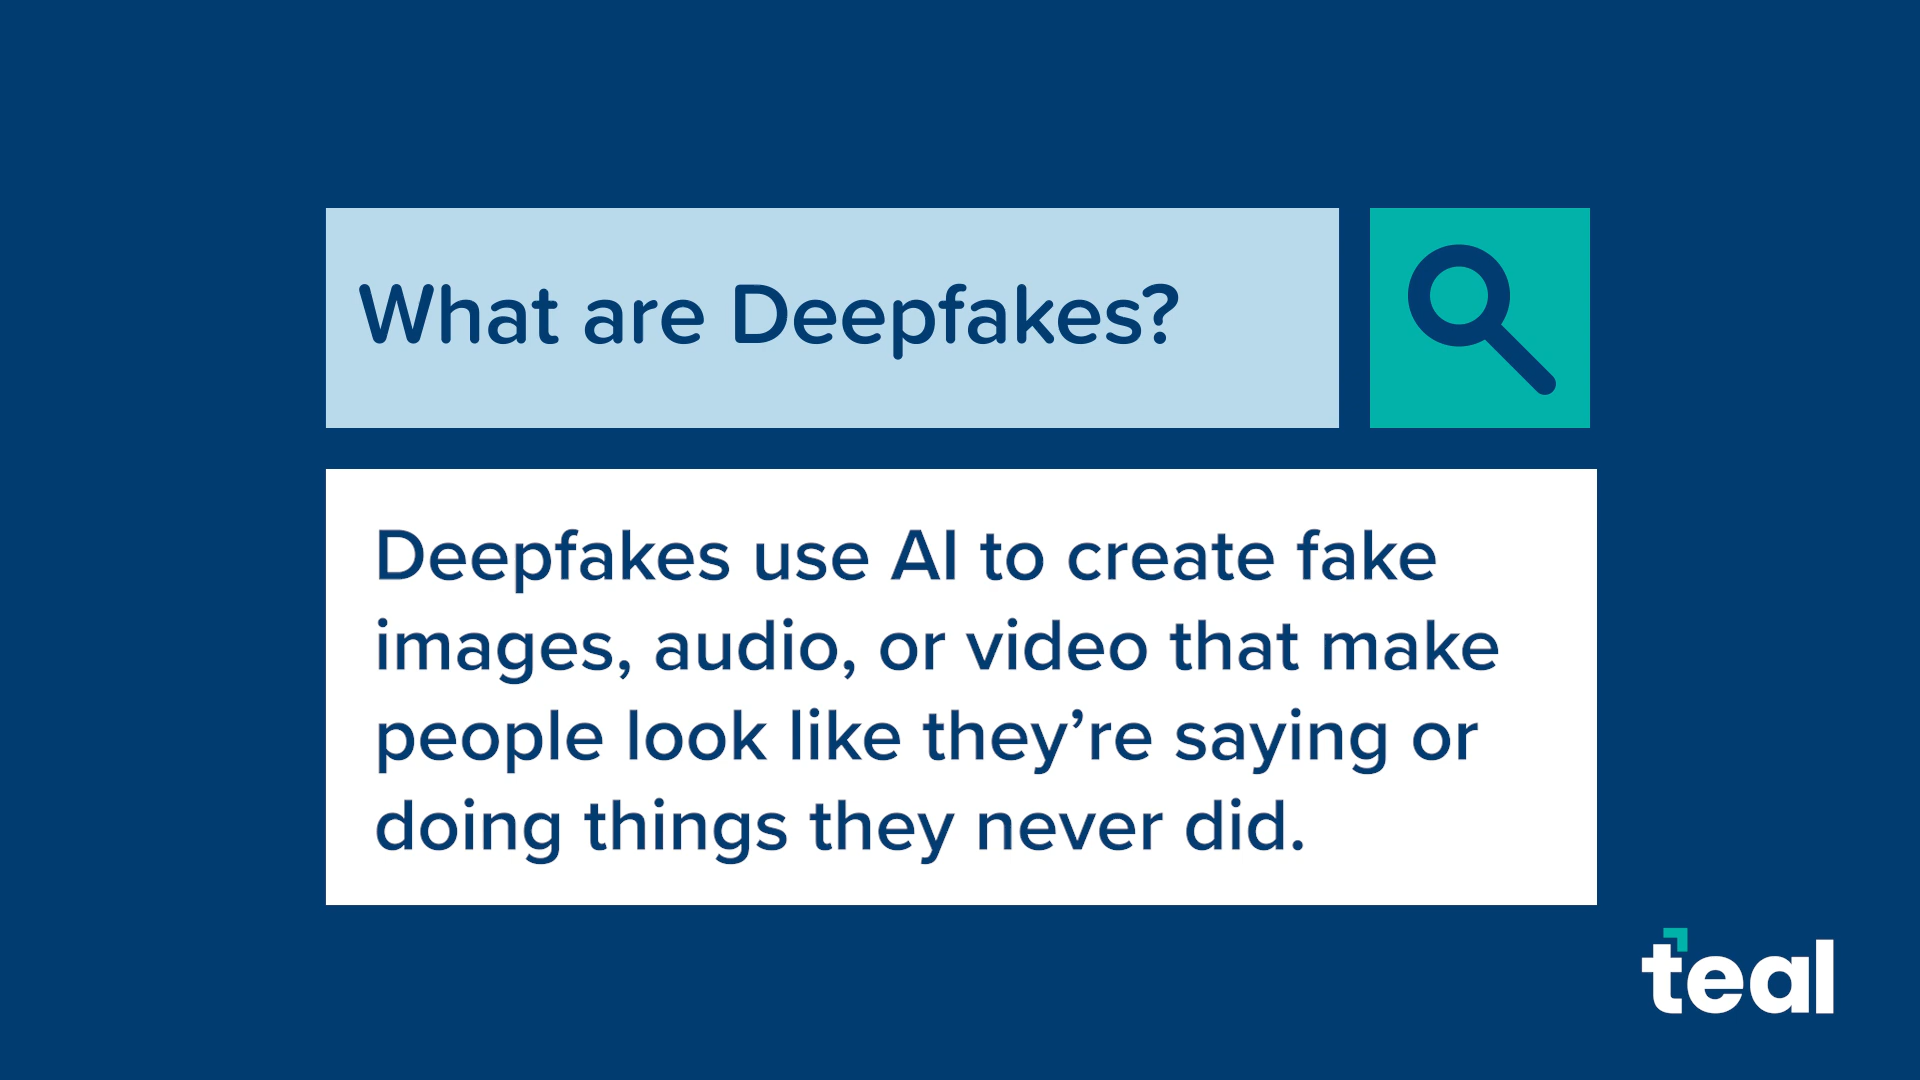 What are Deepfakes?
Deepfakes use AI to create fake
images, audio, or video that make
people look like they’re saying or
doing things they never did.
teal